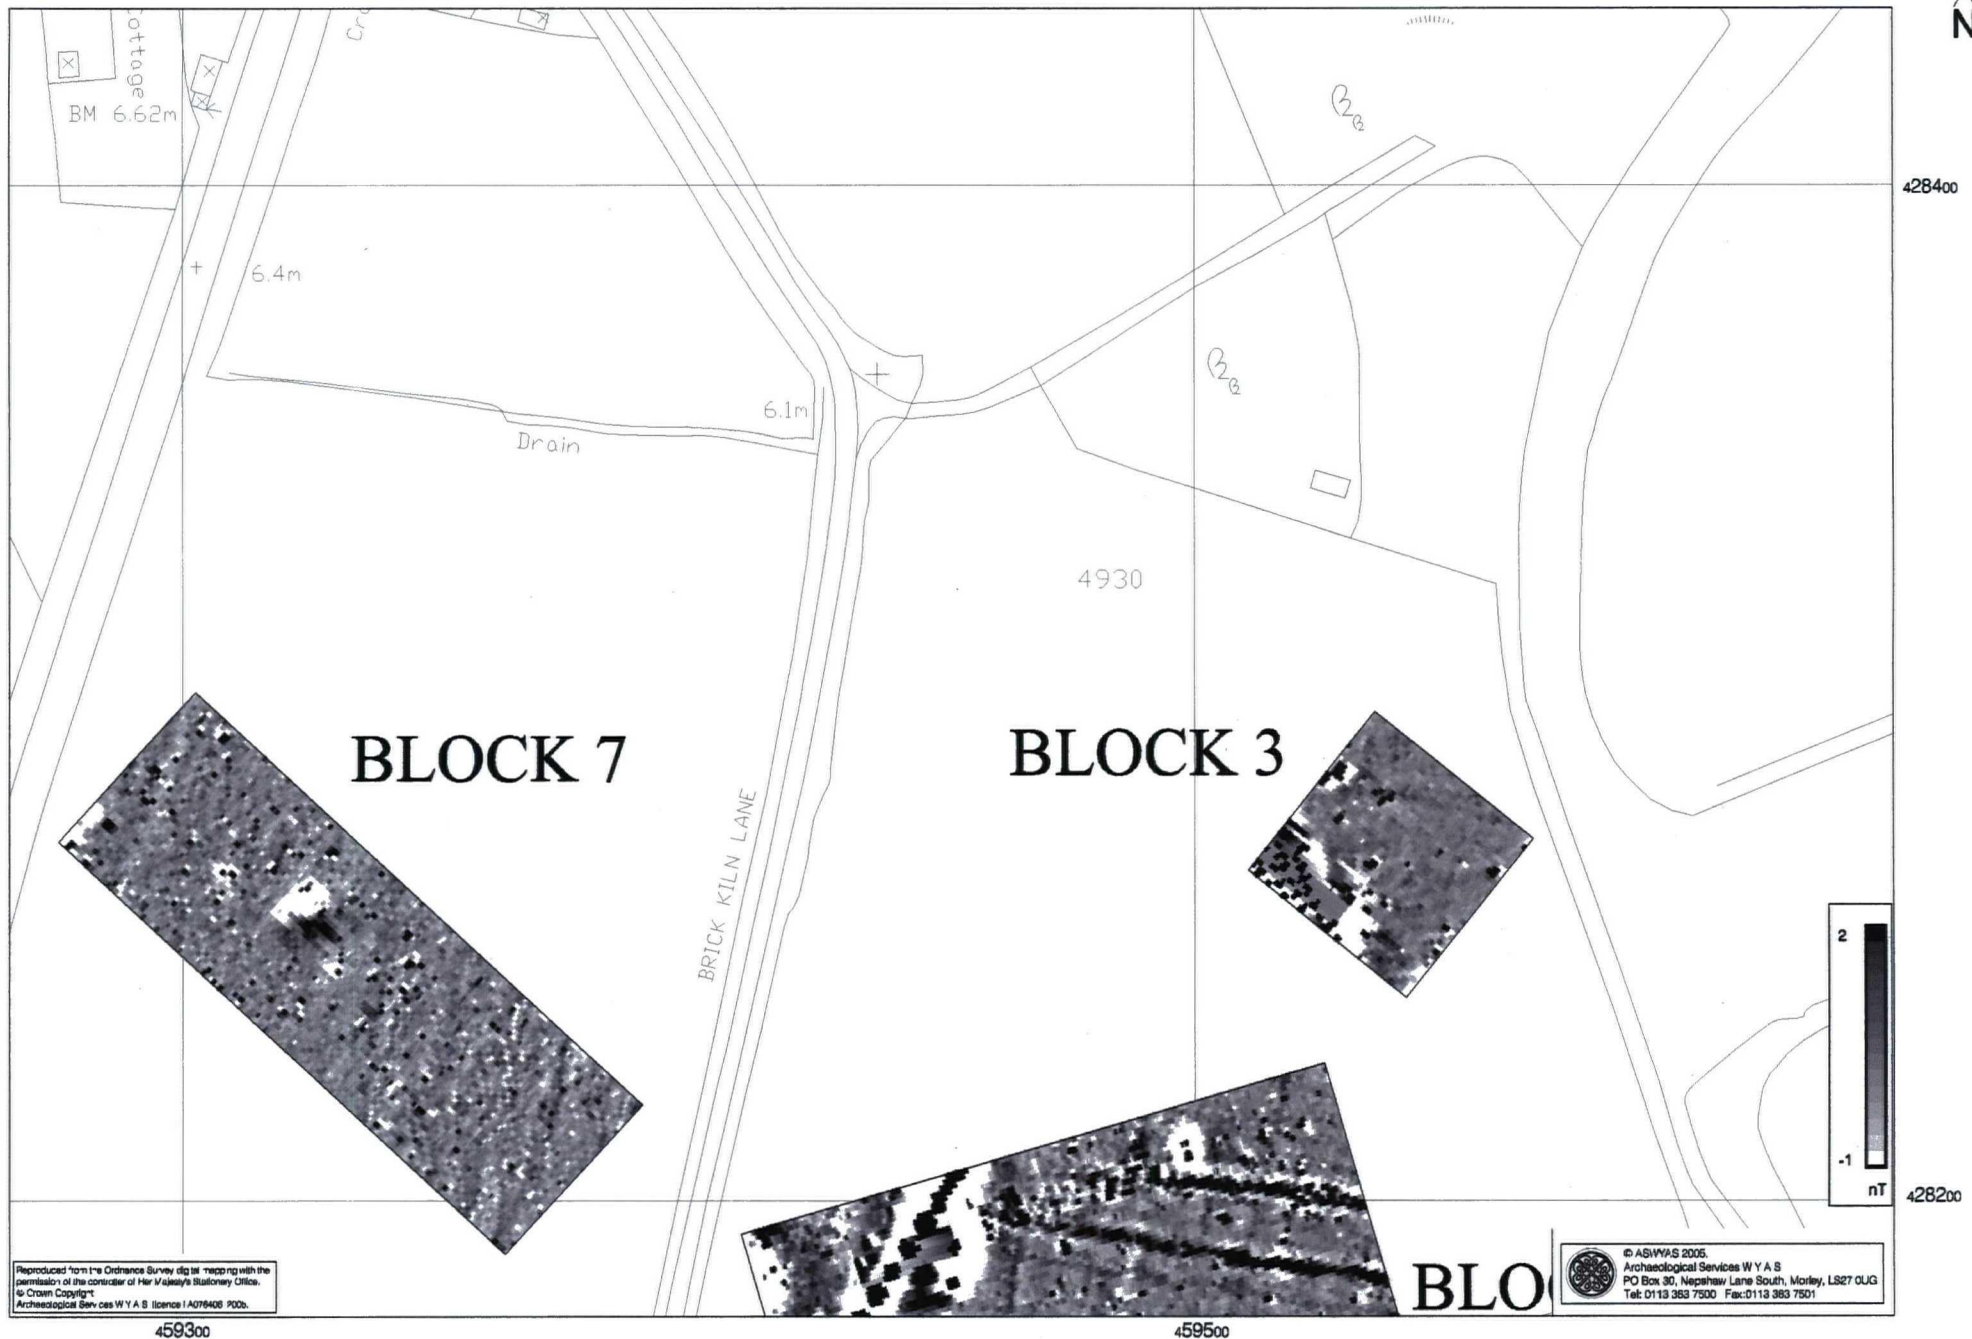 N
ottage
BM 6.62m
428400
6.4m
6.1m
Drain
4930
BLOCK 7
BLOCK 3
BRICK KILN LANE
2
-1
nT
428200
BLO
Reproduced from the Ordnance Survey digital mapping with the
permission of the controller of Her Majesty's Stationery Office.
© Crown Copyright
Archaeological Services W Y A S licence LA076406 2005.
© ASWYAS 2005.
Archaeological Services W Y A S
PO Box 30, Nepshaw Lane South, Morley, LS27 0UG
Tel: 0113 383 7500 Fax:0113 383 7501
459300
459500